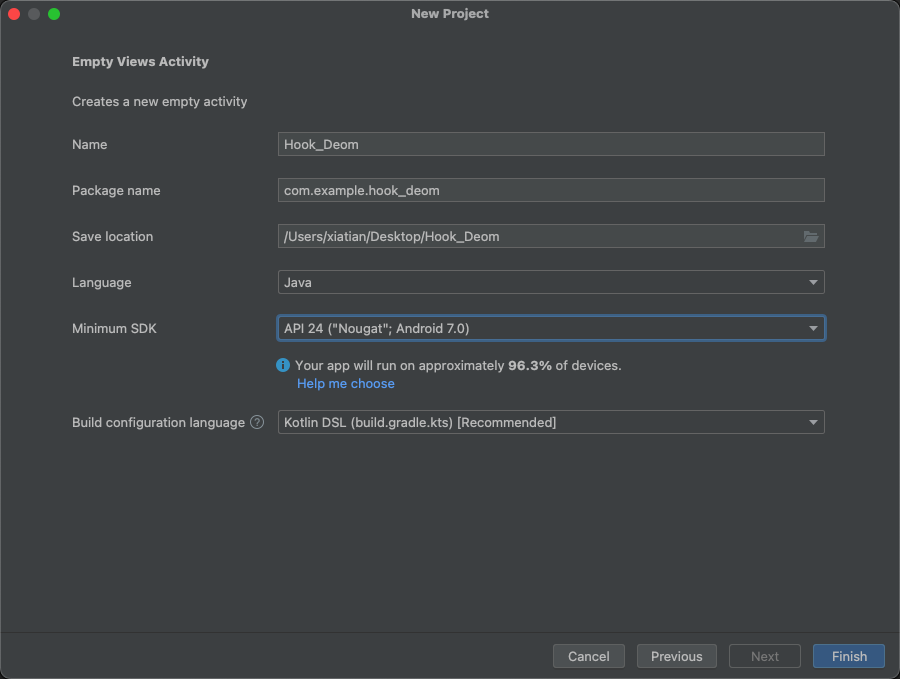 New Project
Empty Views Activity
Creates a new empty activity
Name Hook_Deom
Package name com.example.hook_deom
Save location /Users/xiatian/Desktop/Hook_Deom
Language Java
Minimum SDK API 24 ("Nougat"; Android 7.0)
Your app will run on approximately 96.3% of devices.
Help me choose
Build configuration language ? Kotlin DSL (build.gradle.kts) [Recommended]
Cancel Previous Next Finish